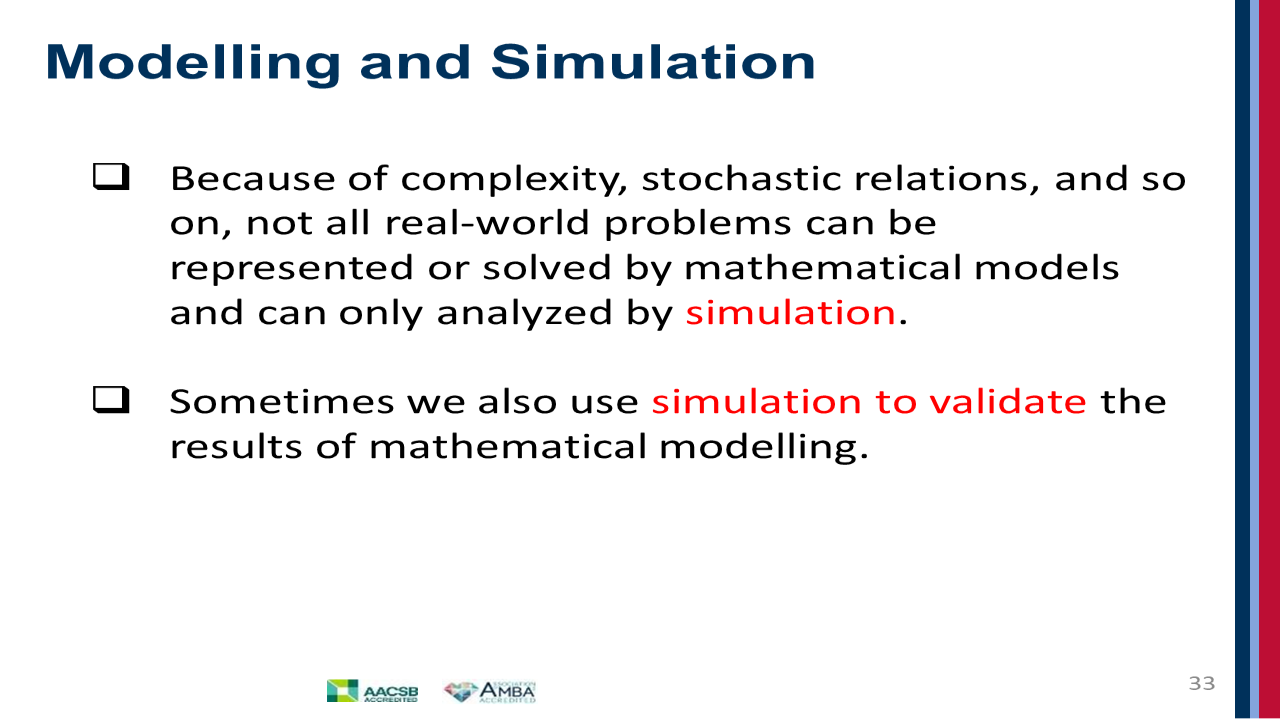 Modelling and Simulation
Because of complexity, stochastic relations, and so
on, not all real-world problems can be
represented or solved by mathematical models
and can only analyzed by simulation.
Sometimes we also use simulation to validate the
results of mathematical modelling.
AACSB
ACCREDITED
ASSOCIATION
AMBA
ACCREDITED
33